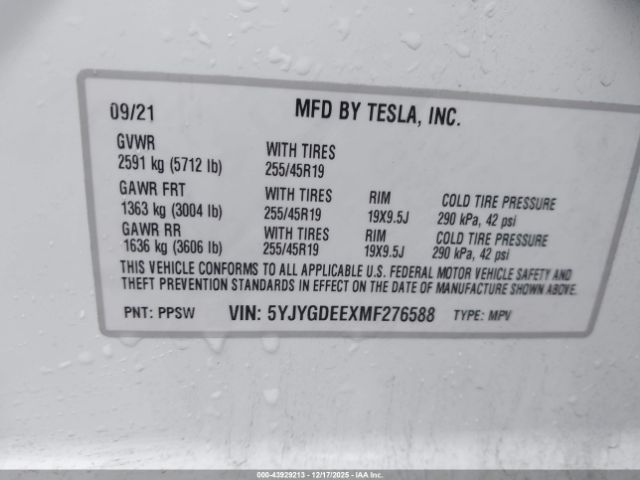 09/21 MFD BY TESLA, INC.
GVWR WITH TIRES
2591 kg (5712 lb) 255/45R19
GAWR FRT WITH TIRES RIM COLD TIRE PRESSURE
1363 kg (3004 lb) 255/45R19 19X9.5J 290 kPa, 42 psi
GAWR RR WITH TIRES RIM COLD TIRE PRESSURE
1636 kg (3606 lb) 255/45R19 19X9.5J 290 kPa, 42 psi
THIS VEHICLE CONFORMS TO ALL APPLICABLE U.S. FEDERAL MOTOR VEHICLE SAFETY AND
THEFT PREVENTION STANDARDS IN EFFECT ON THE DATE OF MANUFACTURE SHOWN ABOVE.
PNT: PPSW VIN: 5YJYGDEEXMF276588 TYPE: MPV
000-43929213 - 12/17/2025 - IAA Inc.